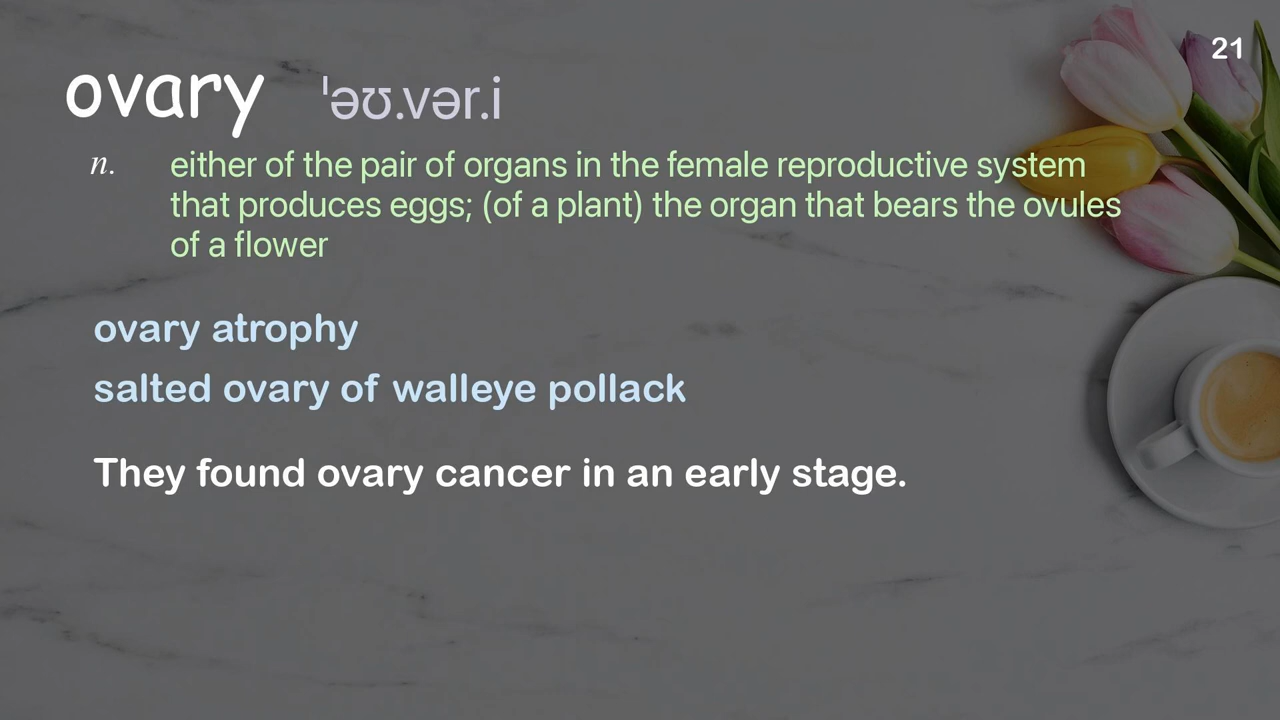 21
ovary ˈəʊ.vər.i
n. either of the pair of organs in the female reproductive system
that produces eggs; (of a plant) the organ that bears the ovules
of a flower
ovary atrophy
salted ovary of walleye pollack
They found ovary cancer in an early stage.